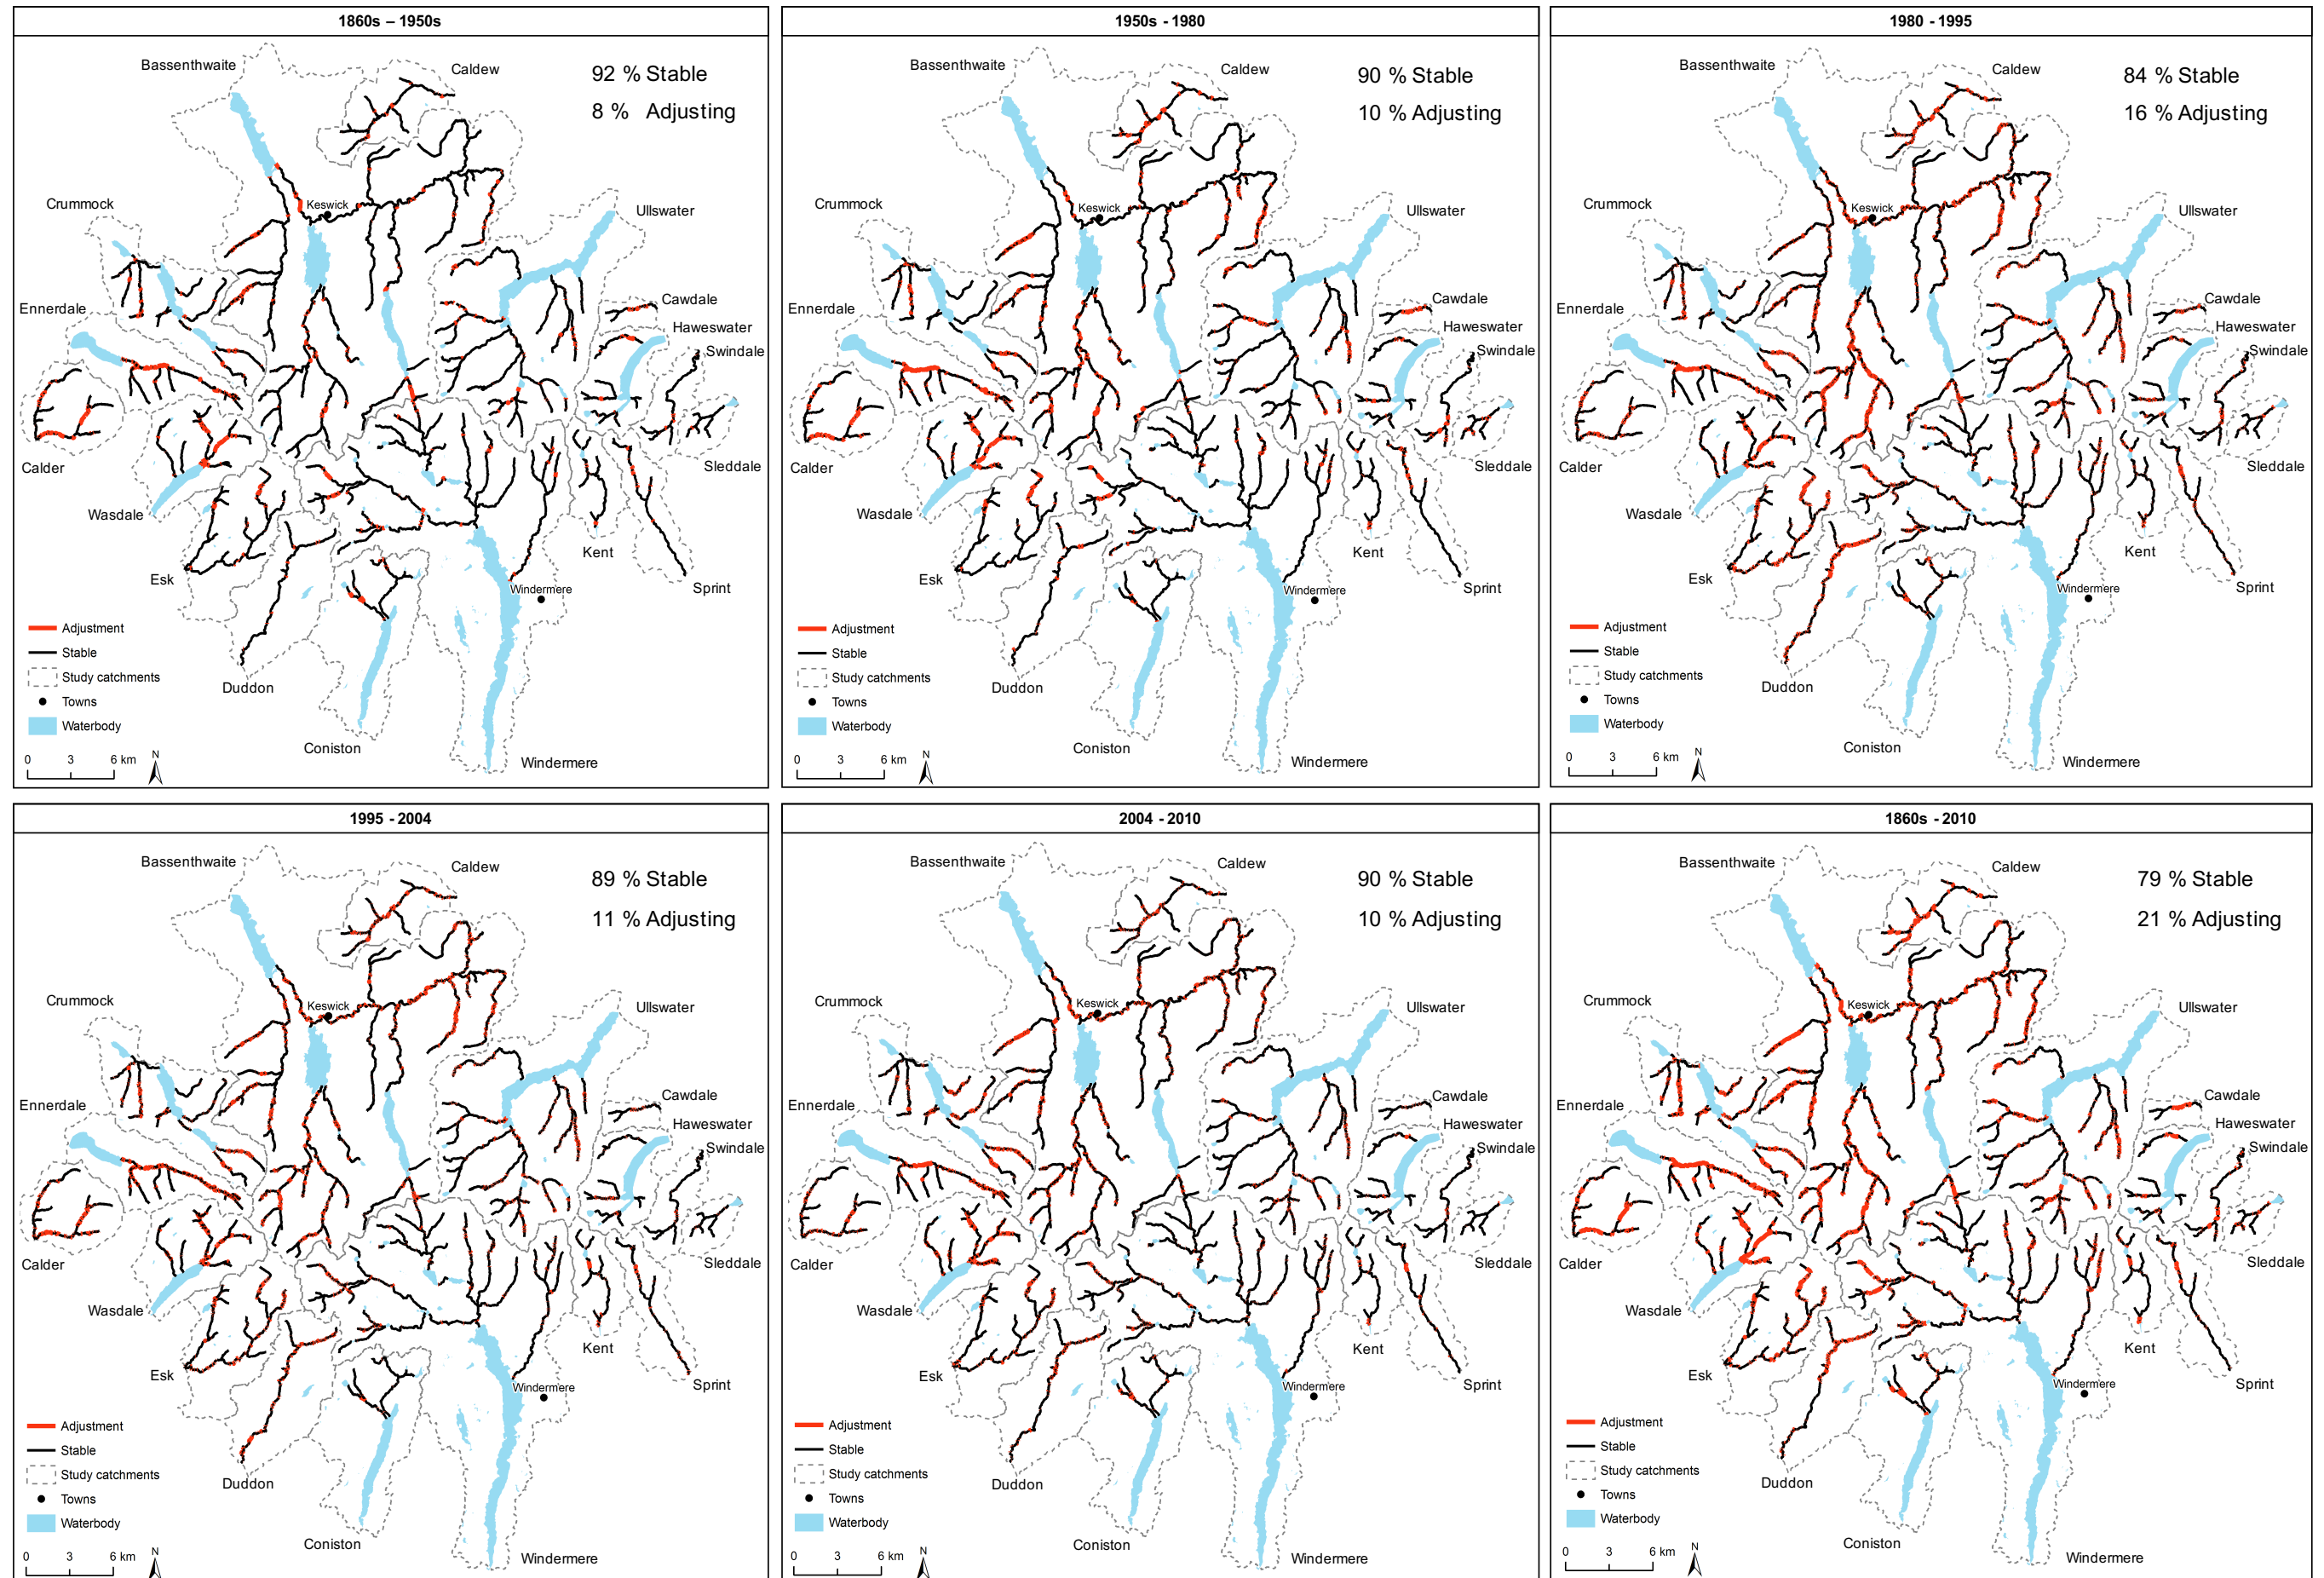 1860s – 1950s
Bassenthwaite
Caldew
92 % Stable
8 % Adjusting
Crummock
Keswick
Ullswater
Ennerdale
Cawdale
Haweswater
Swindale
Calder
Sleddale
Wasdale
Kent
Esk
Windermere
Sprint
Adjustment
Stable
Study catchments
Duddon
Towns
Waterbody
Coniston
0 3 6 km N
Windermere
1950s - 1980
Bassenthwaite
Caldew
90 % Stable
10 % Adjusting
Crummock
Keswick
Ullswater
Ennerdale
Cawdale
Haweswater
Swindale
Calder
Sleddale
Wasdale
Kent
Esk
Windermere
Sprint
Adjustment
Stable
Study catchments
Duddon
Towns
Waterbody
Coniston
0 3 6 km N
Windermere
1980 - 1995
Bassenthwaite
Caldew
84 % Stable
16 % Adjusting
Crummock
Keswick
Ullswater
Ennerdale
Cawdale
Haweswater
Swindale
Calder
Sleddale
Wasdale
Kent
Esk
Windermere
Sprint
Adjustment
Stable
Study catchments
Duddon
Towns
Waterbody
Coniston
0 3 6 km N
Windermere
1995 - 2004
Bassenthwaite
Caldew
89 % Stable
11 % Adjusting
Crummock
Keswick
Ullswater
Ennerdale
Cawdale
Haweswater
Swindale
Calder
Sleddale
Wasdale
Kent
Esk
Windermere
Sprint
Adjustment
Stable
Study catchments
Duddon
Towns
Waterbody
Coniston
0 3 6 km N
Windermere
2004 - 2010
Bassenthwaite
Caldew
90 % Stable
10 % Adjusting
Crummock
Keswick
Ullswater
Ennerdale
Cawdale
Haweswater
Swindale
Calder
Sleddale
Wasdale
Kent
Esk
Windermere
Sprint
Adjustment
Stable
Study catchments
Duddon
Towns
Waterbody
Coniston
0 3 6 km N
Windermere
1860s - 2010
Bassenthwaite
Caldew
79 % Stable
21 % Adjusting
Crummock
Keswick
Ullswater
Ennerdale
Cawdale
Haweswater
Swindale
Calder
Sleddale
Wasdale
Kent
Esk
Windermere
Sprint
Adjustment
Stable
Study catchments
Duddon
Towns
Waterbody
Coniston
0 3 6 km N
Windermere